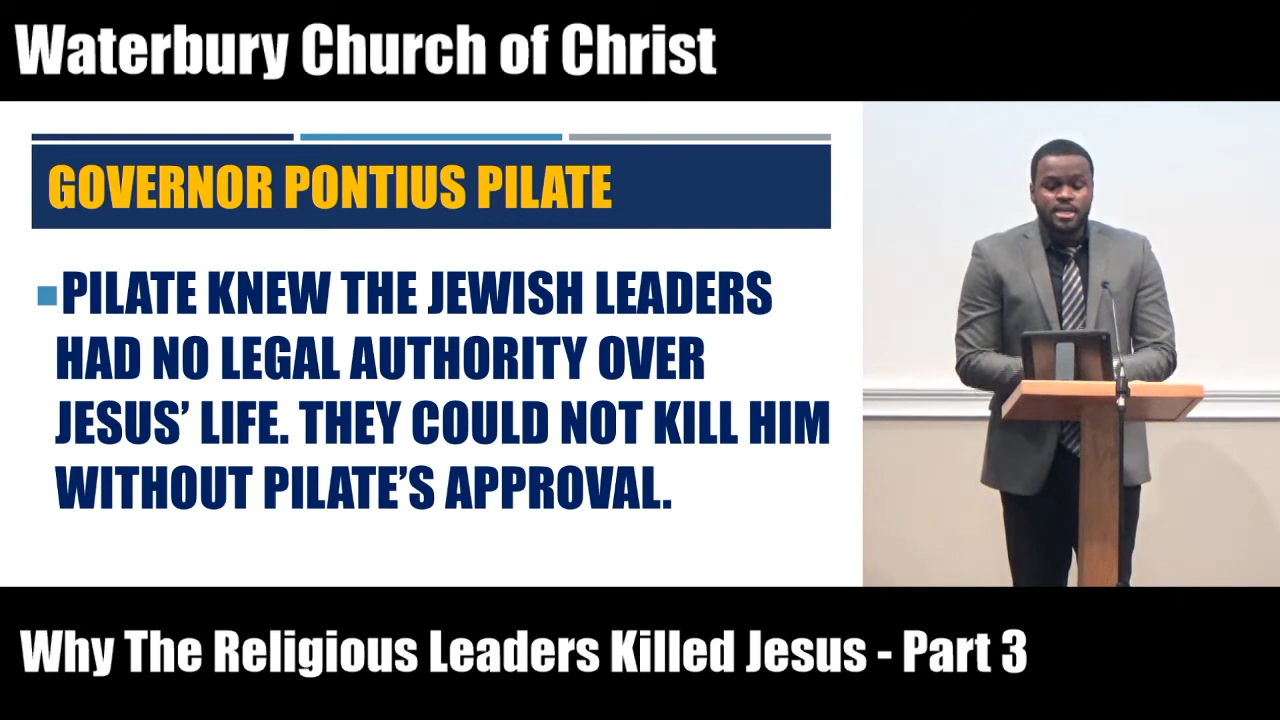 Waterbury Church of Christ
GOVERNOR PONTIUS PILATE
PILATE KNEW THE JEWISH LEADERS
HAD NO LEGAL AUTHORITY OVER
JESUS’ LIFE. THEY COULD NOT KILL HIM
WITHOUT PILATE’S APPROVAL.
Why The Religious Leaders Killed Jesus - Part 3